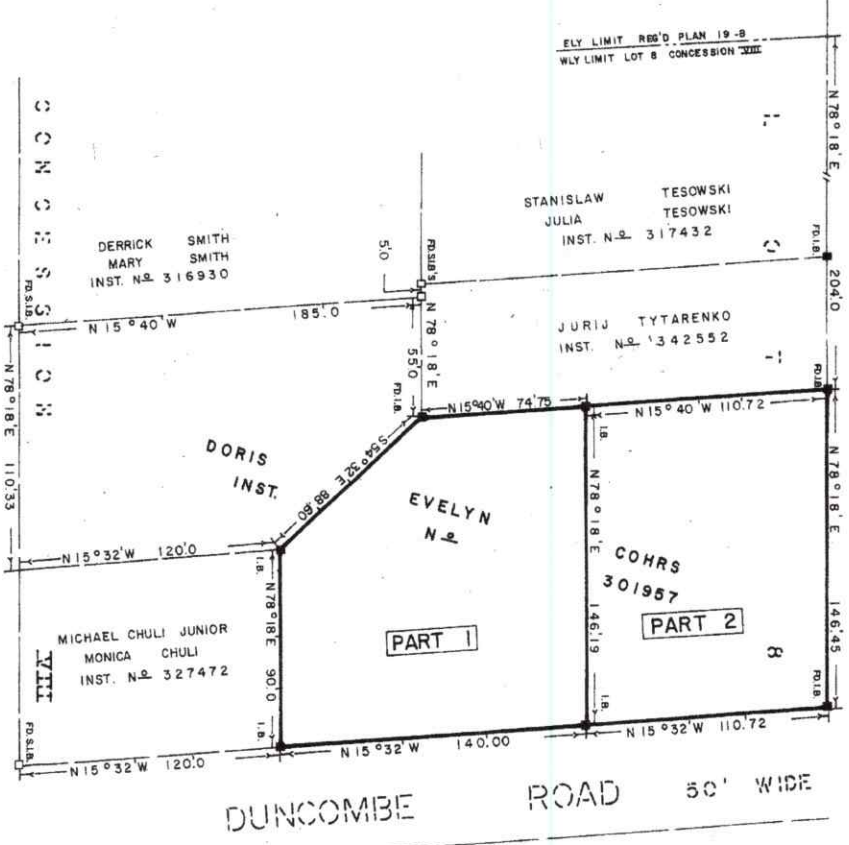 ELY LIMIT REG'D PLAN 19-B
WLY LIMIT LOT 8 CONCESSION VIII
N 78° 18' E
L
CONCESSION
STANISLAW TESOWSKI
JULIA TESOWSKI
INST. Nº 317432
DERRICK SMITH
MARY SMITH
INST. Nº 316930
5.0
FD.S.I.B'S
O
FD.I.B.
204.0
FD.S.I.B.
N 15° 40' W 185.0
N 78° 18' E
55.0
JURIJ TYTARENKO
INST. Nº 342552
T
N 78° 18' E 110.33
FD.I.B.
N 15° 40' W 74.75
N 15° 40' W 110.72
FD.I.B.
I.B.
S 54° 32' E 88.60
DORIS
INST.
EVELYN
Nº
N 78° 18' E 146.19
COHRS
301957
N 78° 18' E 146.45
N 15° 32' W 120.0
I.B.
N 78° 18' E 90.0
MICHAEL CHULI JUNIOR
MONICA CHULI
INST. Nº 327472
VIII
PART 1
PART 2
8
FD.S.I.B.
I.B.
I.B.
FD.I.B.
N 15° 32' W 120.0
N 15° 32' W 140.00
N 15° 32' W 110.72
DUNCOMBE ROAD 50' WIDE